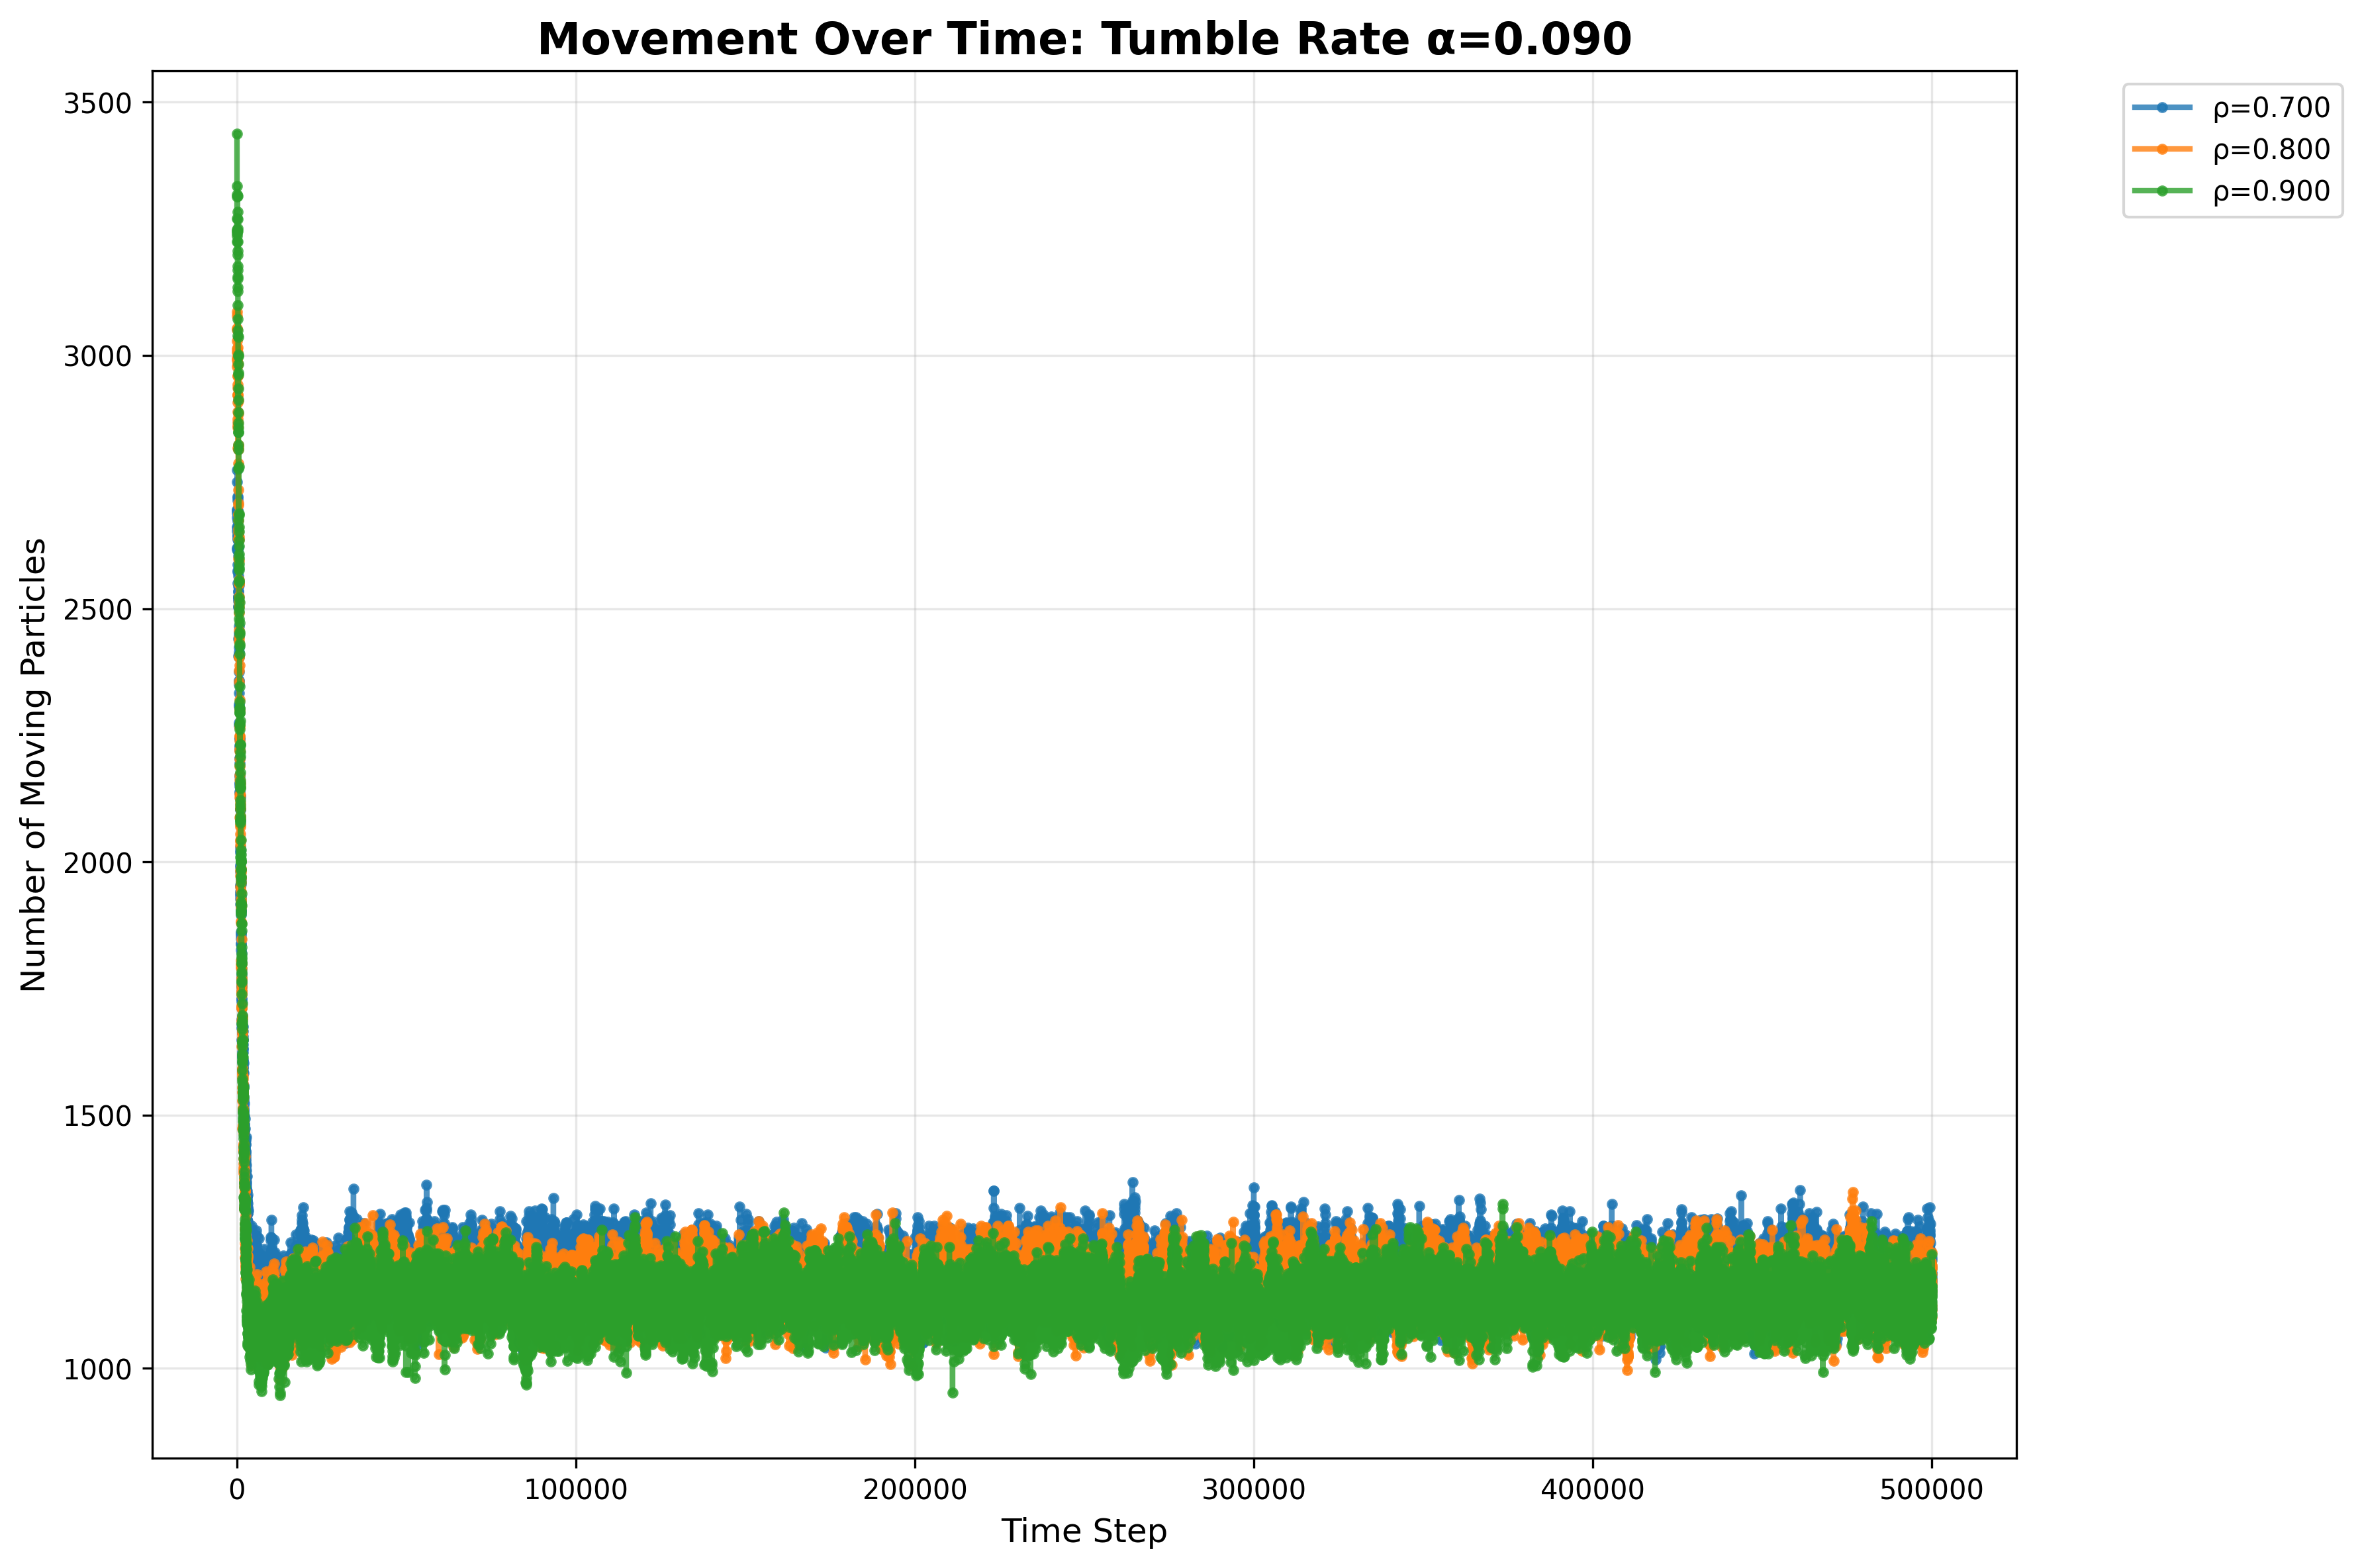 Movement Over Time: Tumble Rate α=0.090
ρ=0.700
ρ=0.800
ρ=0.900
Number of Moving Particles
3500
3000
2500
2000
1500
1000
0
100000
200000
300000
400000
500000
Time Step